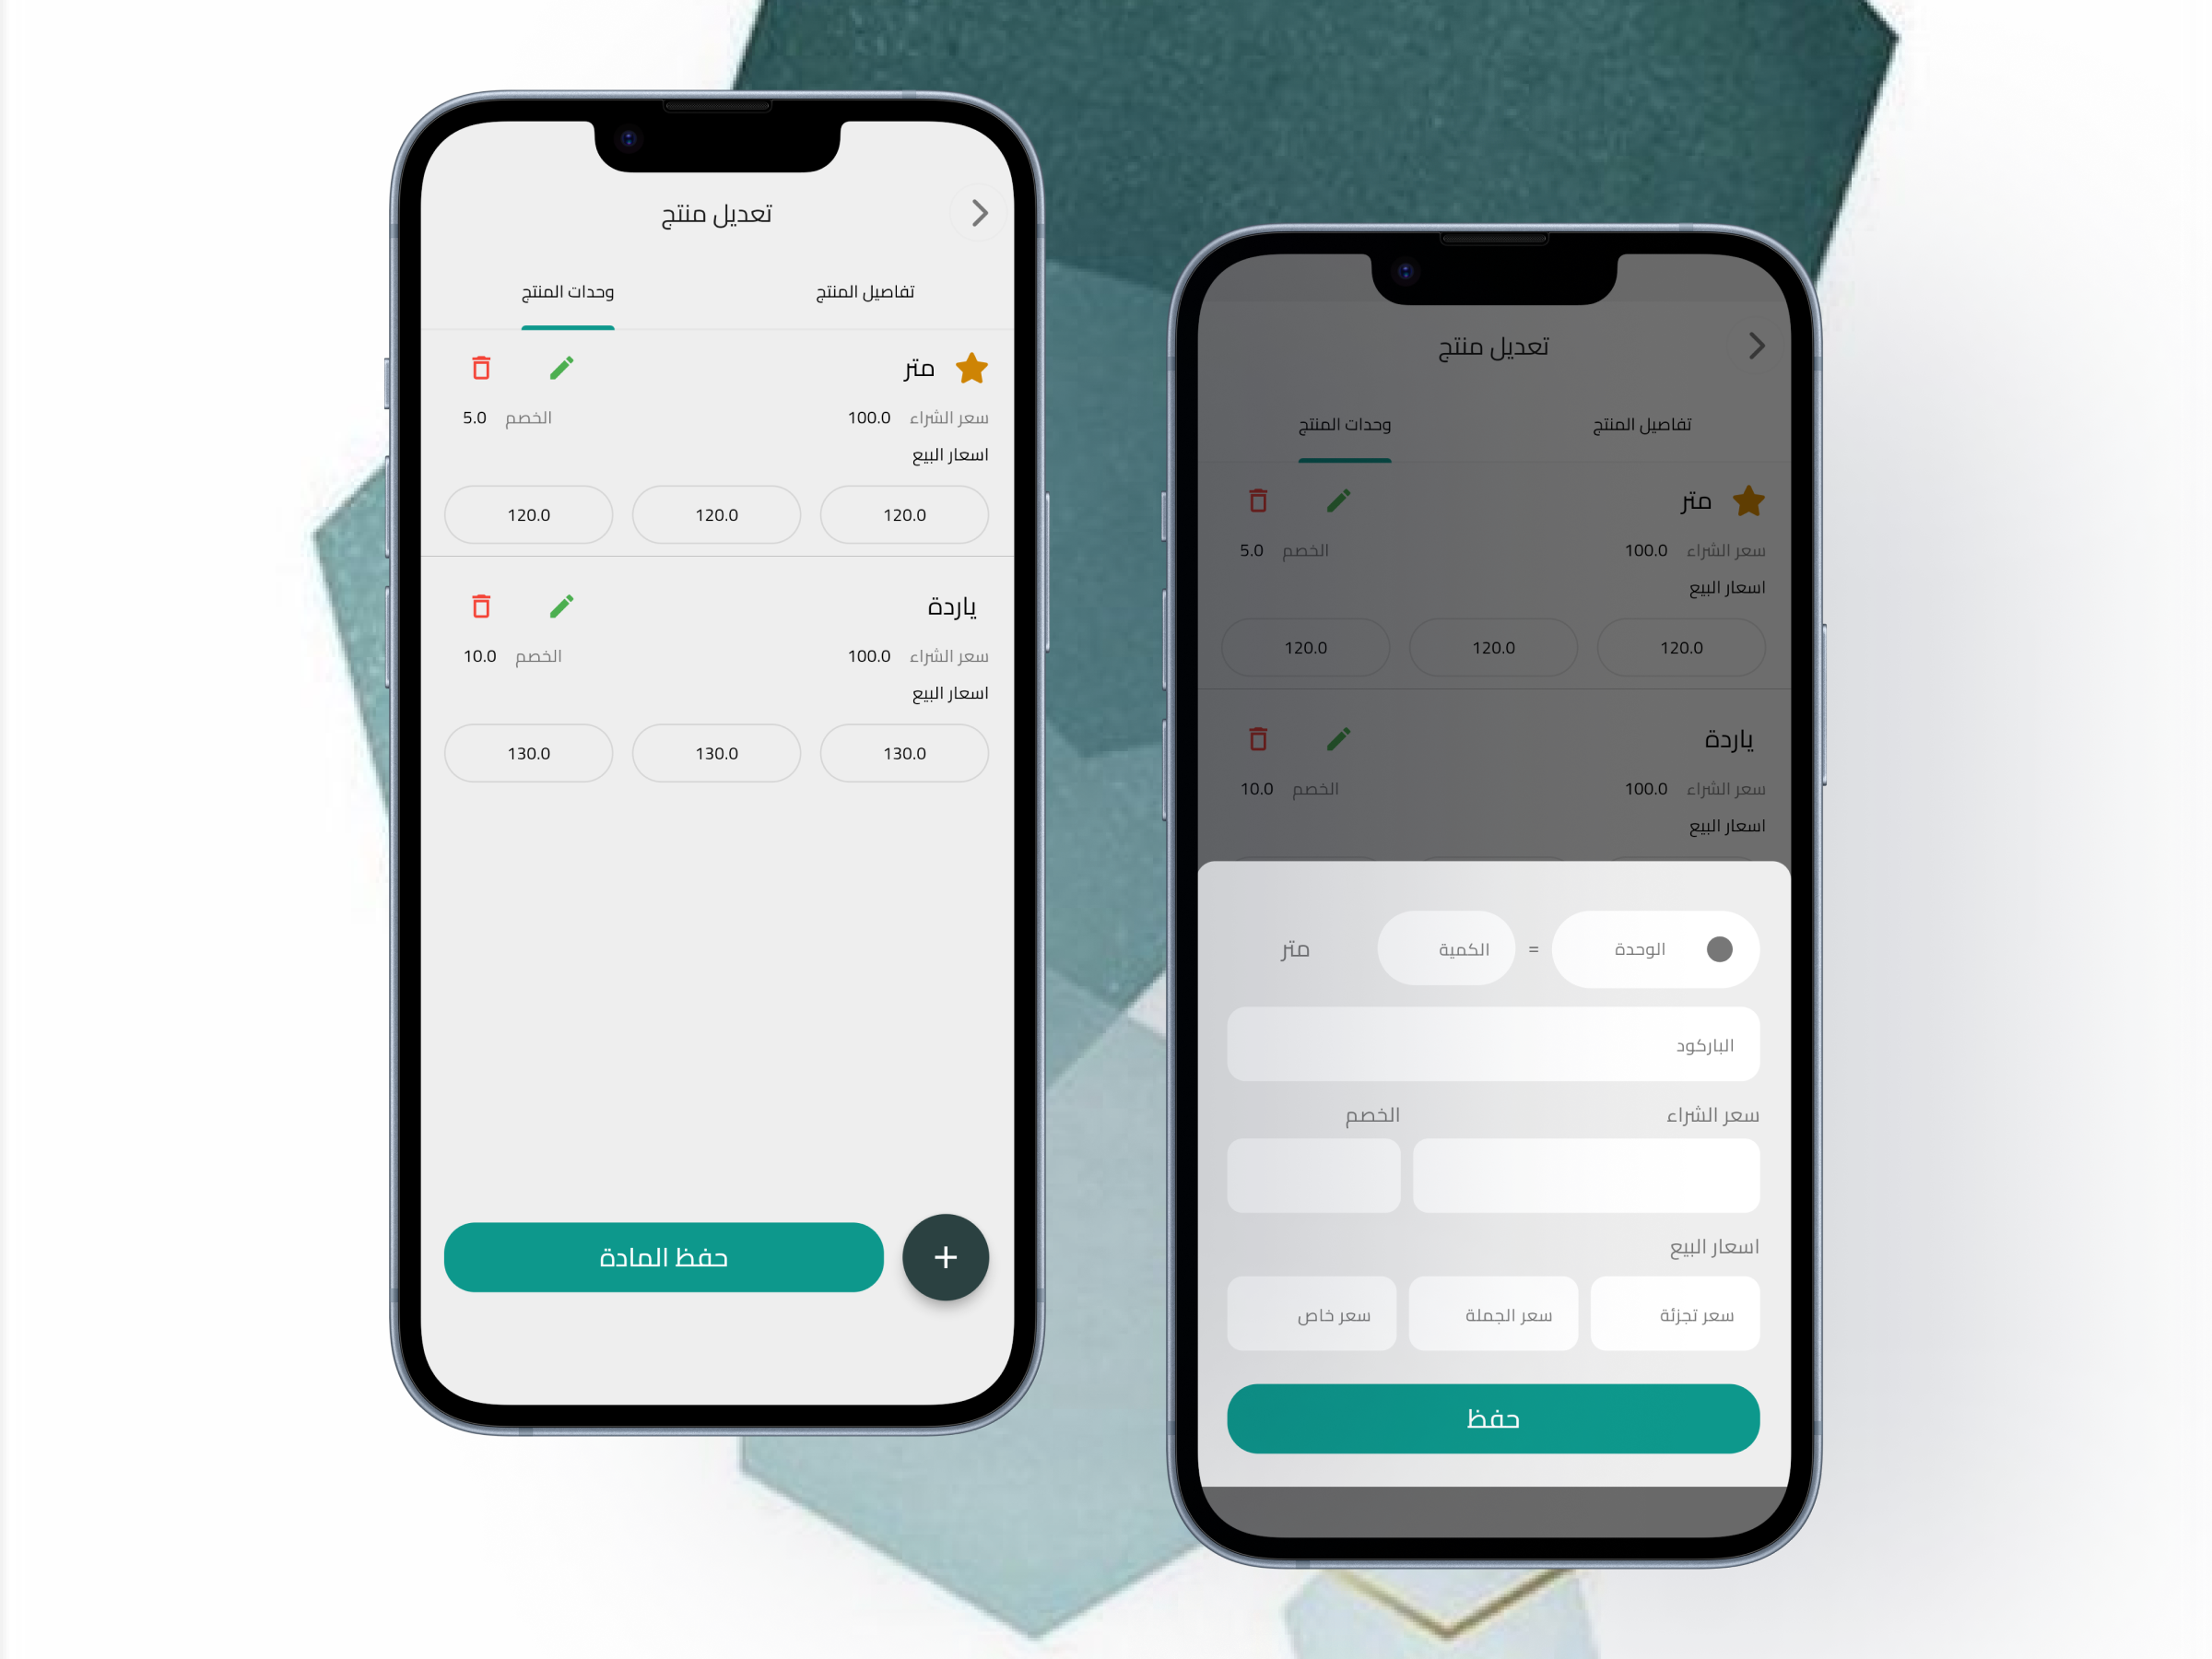 تعديل منتج
تفاصيل المنتج وحدات المنتج
متر
سعر الشراء 100.0 الخصم 5.0
اسعار البيع
120.0 120.0 120.0
ياردة
سعر الشراء 100.0 الخصم 10.0
اسعار البيع
130.0 130.0 130.0
+ حفظ المادة
تعديل منتج
تفاصيل المنتج وحدات المنتج
متر
سعر الشراء 100.0 الخصم 5.0
اسعار البيع
120.0 120.0 120.0
ياردة
سعر الشراء 100.0 الخصم 10.0
اسعار البيع
الوحدة = الكمية متر
الباركود
سعر الشراء الخصم
اسعار البيع
سعر تجزئة سعر الجملة سعر خاص
حفظ